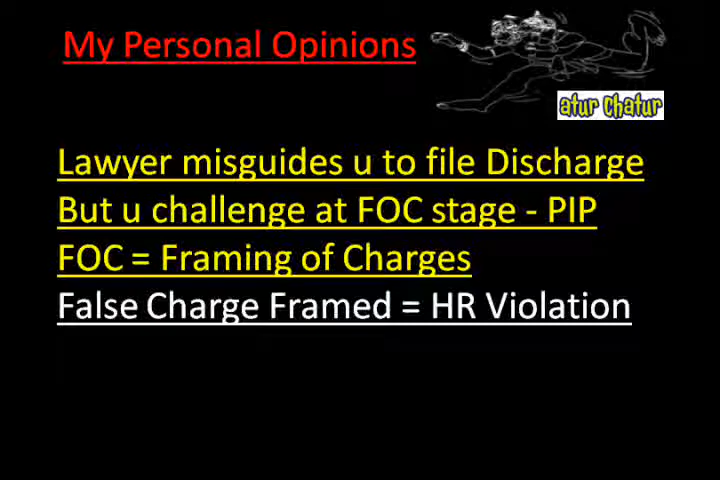 My Personal Opinions
atur chatur
Lawyer misguides u to file Discharge
But u challenge at FOC stage - PIP
FOC = Framing of Charges
False Charge Framed = HR Violation